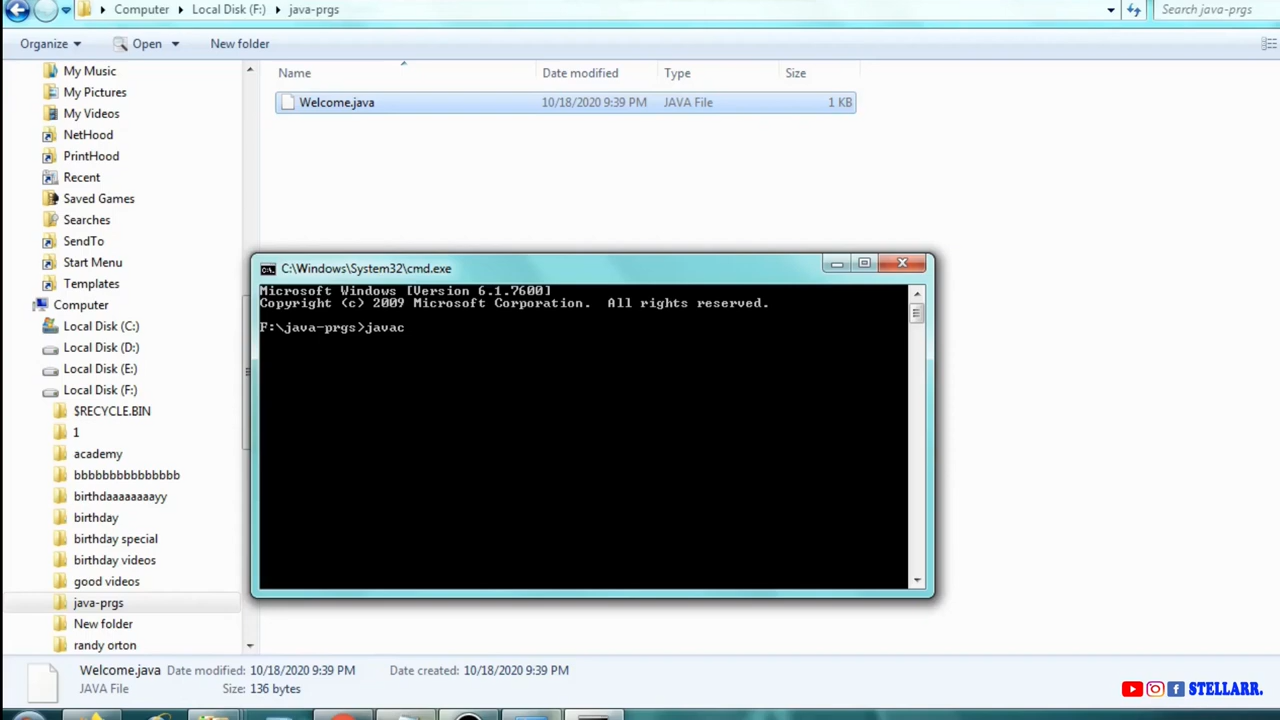 Computer ▸ Local Disk (F:) ▸ java-prgs
Search java-prgs
Organize Open New folder
Name Date modified Type Size
Welcome.java 10/18/2020 9:39 PM JAVA File 1 KB
My Music
My Pictures
My Videos
NetHood
PrintHood
Recent
Saved Games
Searches
SendTo
Start Menu
Templates
Computer
Local Disk (C:)
Local Disk (D:)
Local Disk (E:)
Local Disk (F:)
$RECYCLE.BIN
1
academy
bbbbbbbbbbbbbbb
birthdaaaaaaayy
birthday
birthday special
birthday videos
good videos
java-prgs
New folder
randy orton
C:\Windows\System32\cmd.exe
Microsoft Windows [Version 6.1.7600]
Copyright (c) 2009 Microsoft Corporation. All rights reserved.
F:\java-prgs>javac
Welcome.java Date modified: 10/18/2020 9:39 PM Date created: 10/18/2020 9:39 PM
JAVA File Size: 136 bytes
STELLARR.